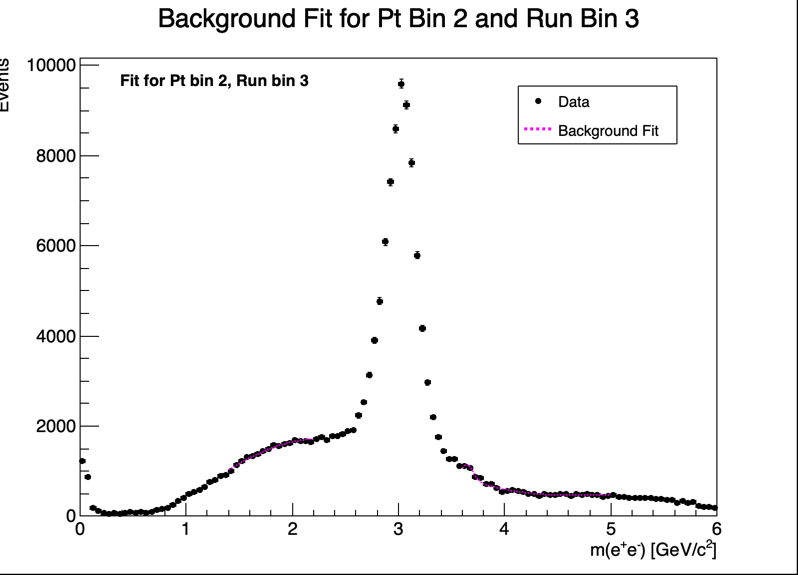 Background Fit for Pt Bin 2 and Run Bin 3
Events
Fit for Pt bin 2, Run bin 3
Data
Background Fit
10000
8000
6000
4000
2000
0
0 1 2 3 4 5 6
m(e⁺e⁻) [GeV/c²]